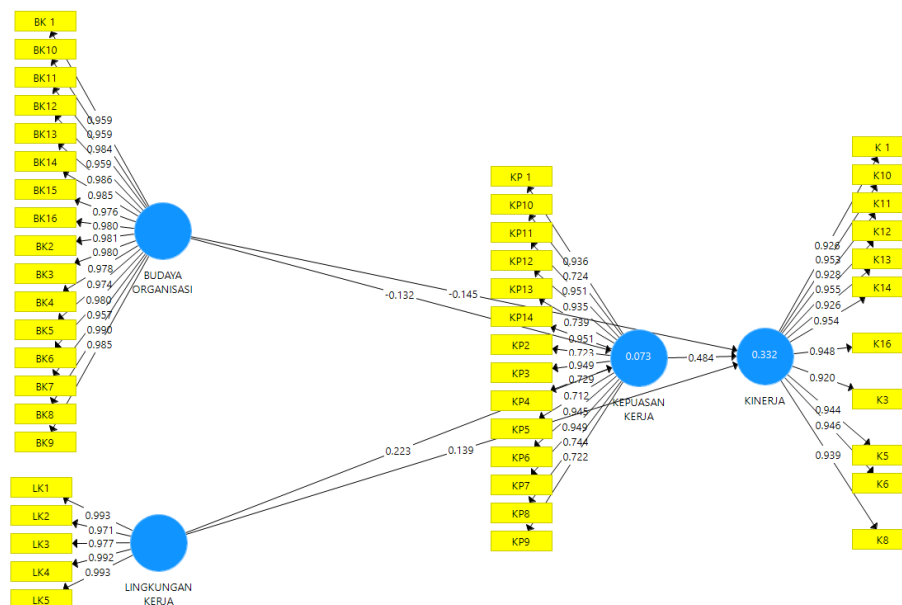 BK 1
BK10
BK11
BK12
BK13
BK14
BK15
BK16
BK2
BK3
BK4
BK5
BK6
BK7
BK8
BK9
0.959
0.959
0.984
0.959
0.986
0.985
0.976
0.980
0.981
0.980
0.978
0.974
0.980
0.957
0.990
0.985
BUDAYA
ORGANISASI
-0.132
-0.145
LK1
LK2
LK3
LK4
LK5
0.993
0.971
0.977
0.992
0.993
LINGKUNGAN
KERJA
0.223
0.139
KP 1
KP10
KP11
KP12
KP13
KP14
KP2
KP3
KP4
KP5
KP6
KP7
KP8
KP9
0.936
0.724
0.951
0.935
0.739
0.951
0.723
0.949
0.729
0.712
0.945
0.949
0.744
0.722
0.073
KEPUASAN
KERJA
0.484
0.332
KINERJA
K 1
K10
K11
K12
K13
K14
K16
K3
K5
K6
K8
0.926
0.953
0.928
0.955
0.926
0.954
0.948
0.920
0.944
0.946
0.939